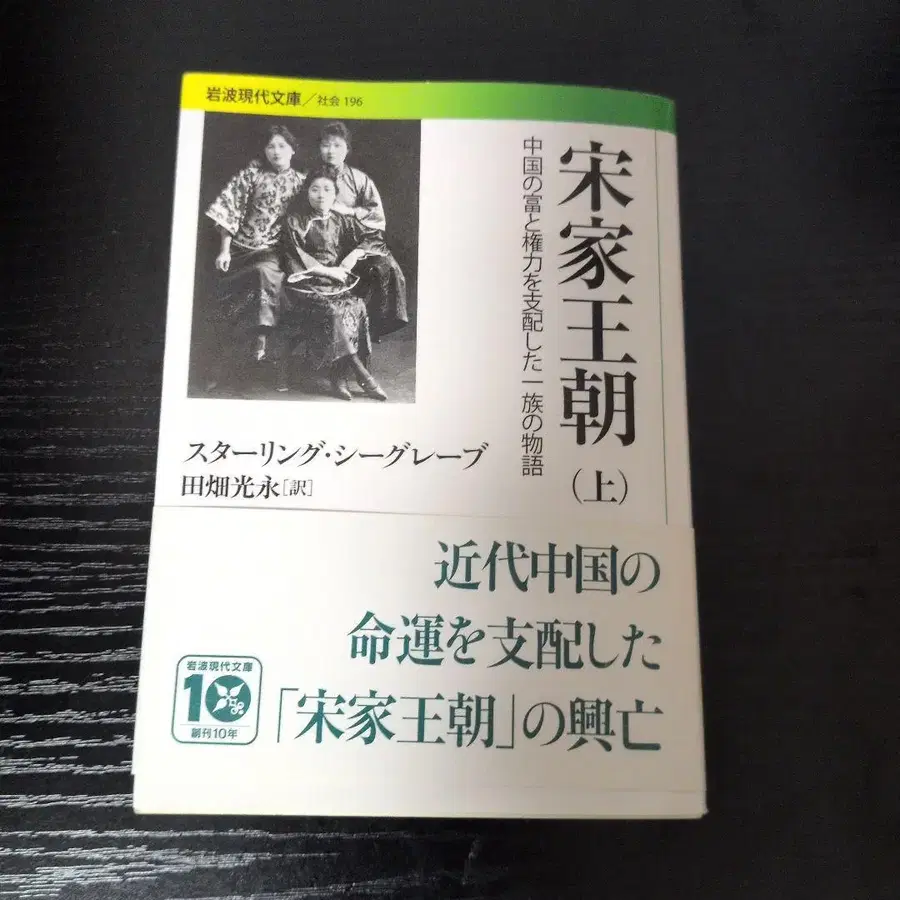 岩波現代文庫／社会 196
宋家王朝（上）
中国の富と権力を支配した一族の物語
スターリング・シーグレーブ
田畑光永［訳］
近代中国の
命運を支配した
「宋家王朝」の興亡
岩波現代文庫
10
創刊10年